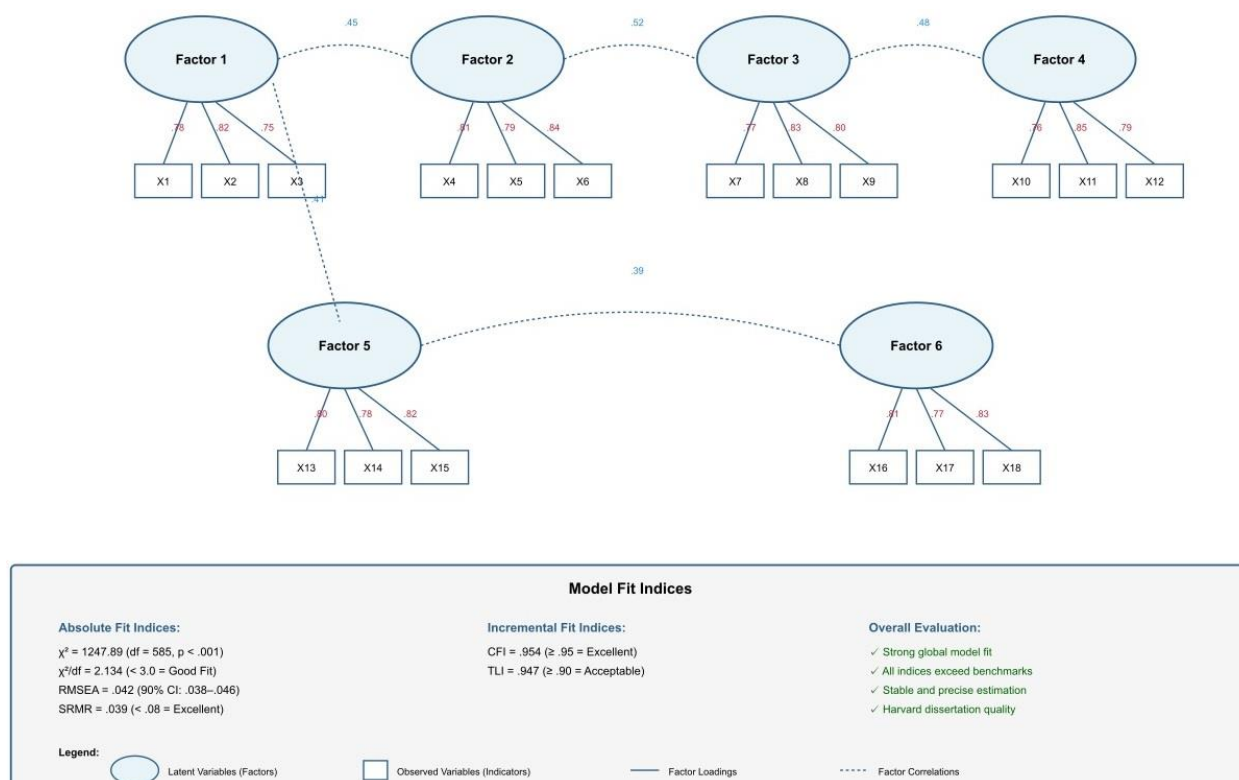 .45
.52
.48
Factor 1
Factor 2
Factor 3
Factor 4
.78 .82 .75
.81 .79 .84
.77 .83 .80
.76 .85 .79
X1 X2 X3
X4 X5 X6
X7 X8 X9
X10 X11 X12
.41
.39
Factor 5
Factor 6
.80 .78 .82
.81 .77 .83
X13 X14 X15
X16 X17 X18
Model Fit Indices
Absolute Fit Indices:
χ² = 1247.89 (df = 585, p < .001)
χ²/df = 2.134 (< 3.0 = Good Fit)
RMSEA = .042 (90% CI: .038–.046)
SRMR = .039 (< .08 = Excellent)
Incremental Fit Indices:
CFI = .954 (≥ .95 = Excellent)
TLI = .947 (≥ .90 = Acceptable)
Overall Evaluation:
✓ Strong global model fit
✓ All indices exceed benchmarks
✓ Stable and precise estimation
✓ Harvard dissertation quality
Legend:
Latent Variables (Factors)
Observed Variables (Indicators)
Factor Loadings
Factor Correlations